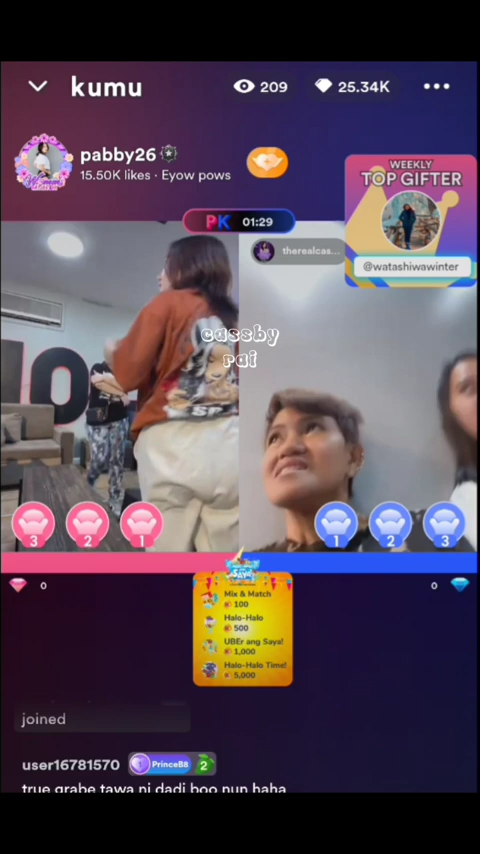 kumu
209
25.34K
pabby26
15.50K likes · Eyow pows
WEEKLY
TOP GIFTER
@watashiwawinter
PK 01:29
therealcas...
cassby
rai
3 2 1
1 2 3
0
0
Mix & Match
100
Halo-Halo
500
UBEr ang Saya!
1,000
Halo-Halo Time!
5,000
joined
user16781570 PrinceB8 2
true grabe tawa ni dadi boo nun haha